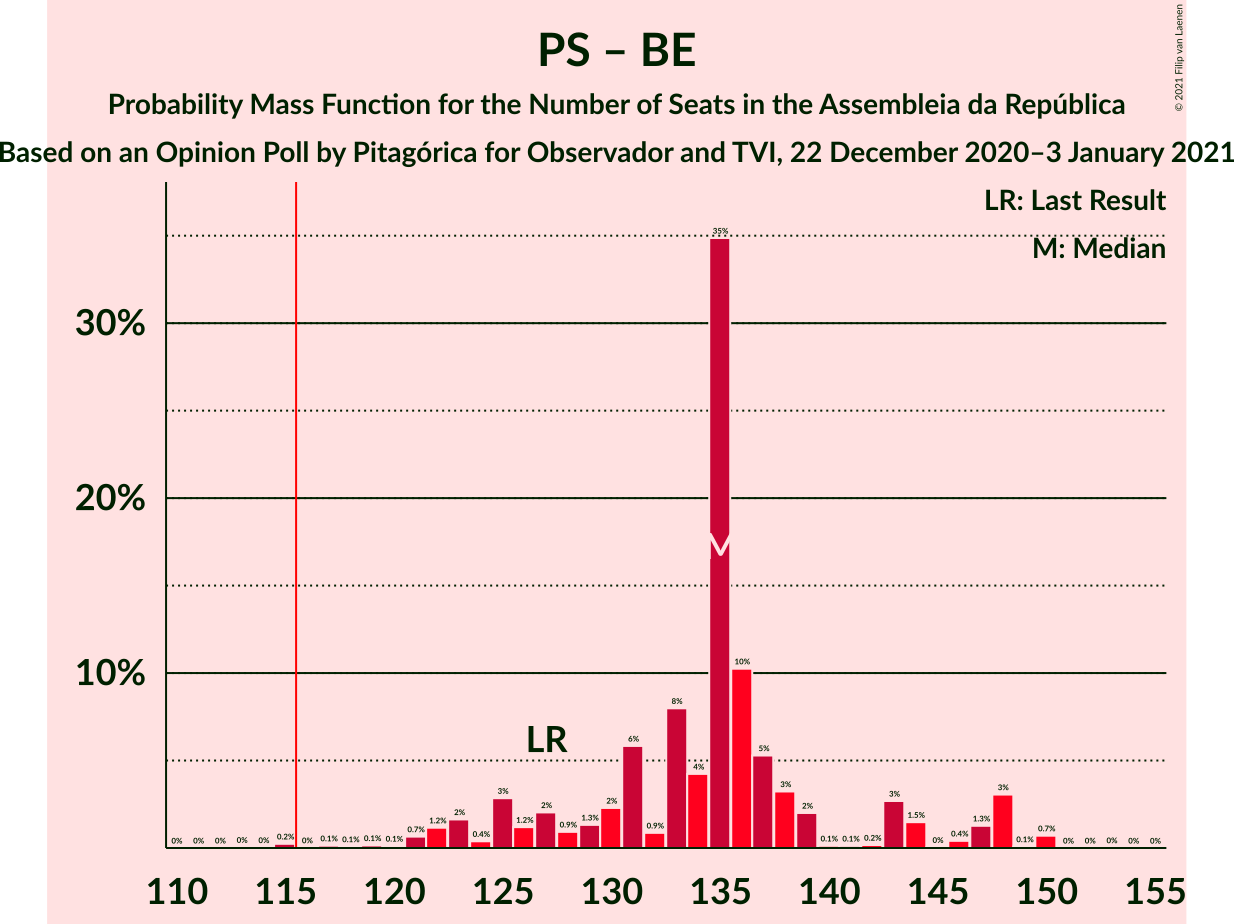 PS – BE
Probability Mass Function for the Number of Seats in the Assembleia da República
Based on an Opinion Poll by Pitagórica for Observador and TVI, 22 December 2020–3 January 2021
© 2021 Filip van Laenen
LR: Last Result
M: Median
30%
20%
10%
LR
M
0% 0% 0% 0% 0% 0.2% 0% 0.1% 0.1% 0.1% 0.1% 0.7% 1.2% 2% 0.4% 3% 1.2% 2% 0.9% 1.3% 2% 6% 0.9% 8% 4% 35% 10% 5% 3% 2% 0.1% 0.1% 0.2% 3% 1.5% 0% 0.4% 1.3% 3% 0.1% 0.7% 0% 0% 0% 0% 0%
110 115 120 125 130 135 140 145 150 155